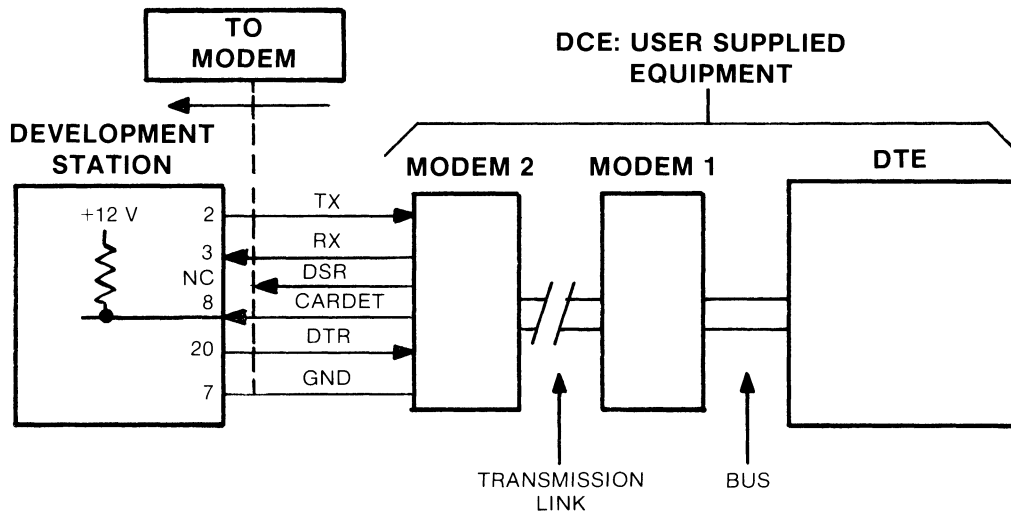 TO
MODEM
DCE: USER SUPPLIED
EQUIPMENT
DEVELOPMENT
STATION
MODEM 2
MODEM 1
DTE
+12 V
2
TX
3
RX
NC
DSR
8
CARDET
20
DTR
7
GND
TRANSMISSION
LINK
BUS